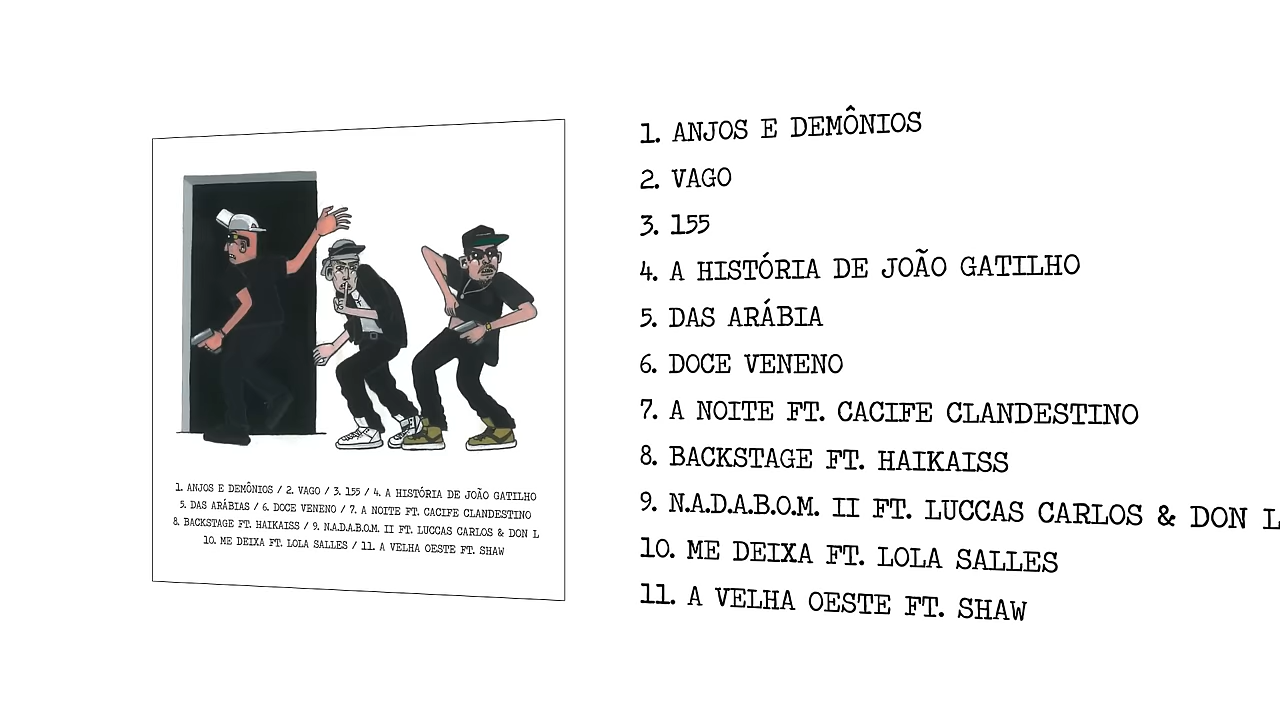 1. ANJOS E DEMÔNIOS / 2. VAGO / 3. 155 / 4. A HISTÓRIA DE JOÃO GATILHO
5. DAS ARÁBIAS / 6. DOCE VENENO / 7. A NOITE FT. CACIFE CLANDESTINO
8. BACKSTAGE FT. HAIKAISS / 9. N.A.D.A.B.O.M. II FT. LUCCAS CARLOS & DON L
10. ME DEIXA FT. LOLA SALLES / 11. A VELHA OESTE FT. SHAW
1. ANJOS E DEMÔNIOS
2. VAGO
3. 155
4. A HISTÓRIA DE JOÃO GATILHO
5. DAS ARÁBIA
6. DOCE VENENO
7. A NOITE FT. CACIFE CLANDESTINO
8. BACKSTAGE FT. HAIKAISS
9. N.A.D.A.B.O.M. II FT. LUCCAS CARLOS & DON L
10. ME DEIXA FT. LOLA SALLES
11. A VELHA OESTE FT. SHAW